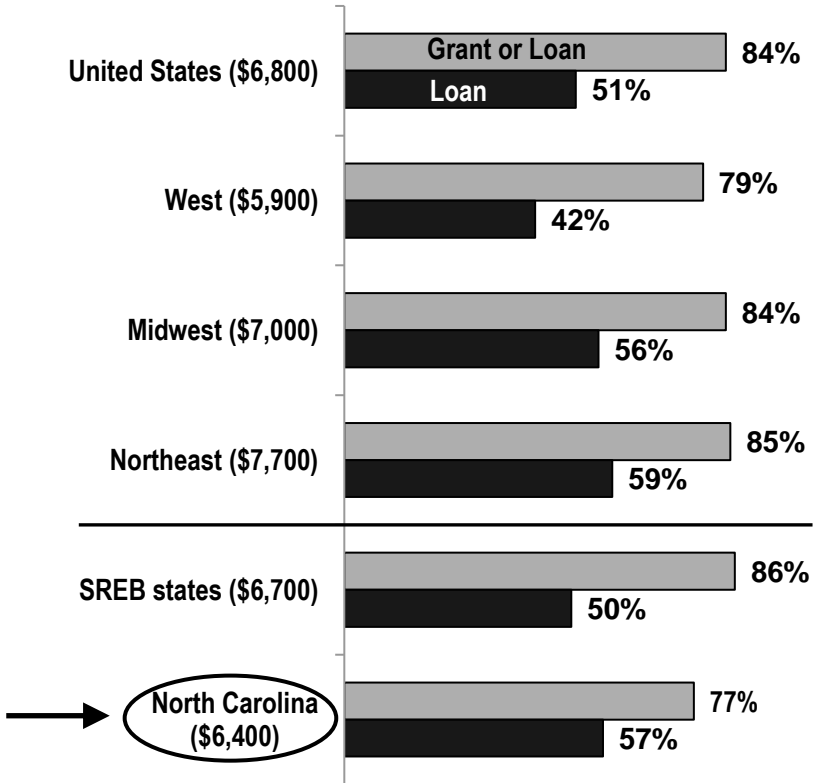 Grant or Loan
84%
United States ($6,800)
Loan
51%
79%
West ($5,900)
42%
84%
Midwest ($7,000)
56%
85%
Northeast ($7,700)
59%
86%
SREB states ($6,700)
50%
North Carolina
77%
($6,400)
57%